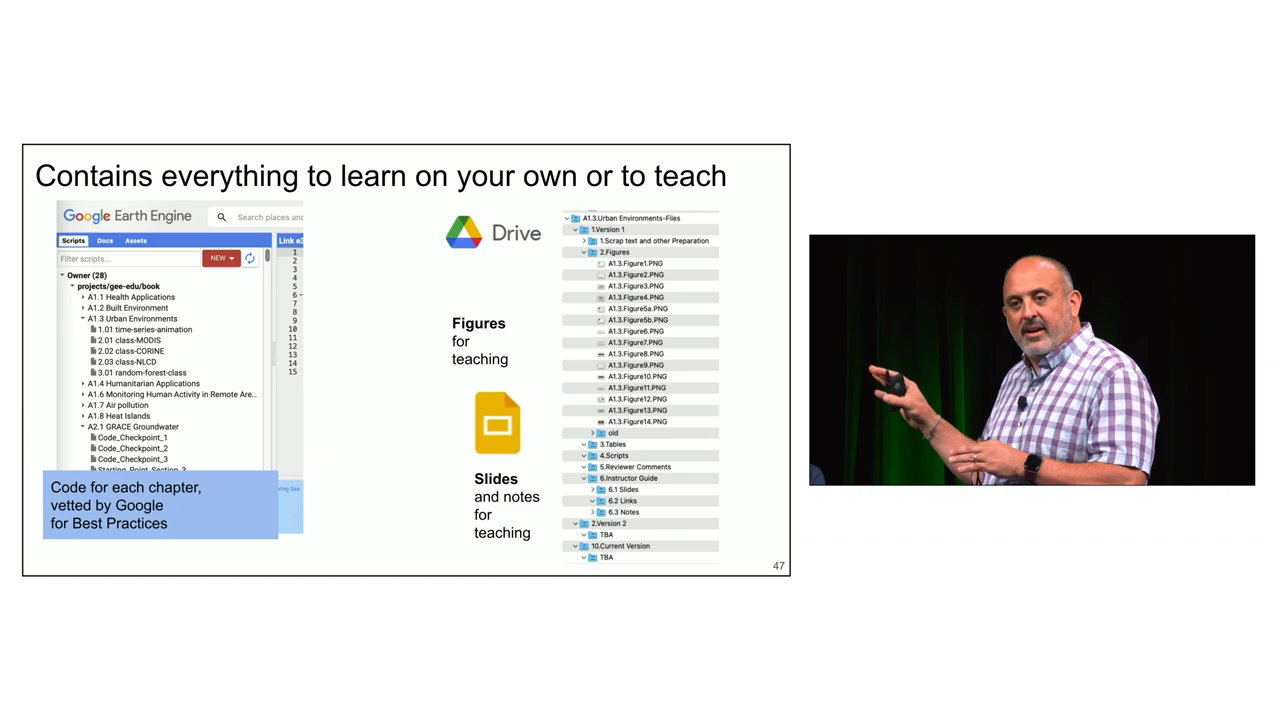 Contains everything to learn on your own or to teach
Google Earth Engine
Search places and
Scripts Docs Assets
Link e3
Filter scripts...
NEW
Owner (28)
projects/gee-edu/book
A1.1 Health Applications
A1.2 Built Environment
A1.3 Urban Environments
1.01 time-series-animation
2.01 class-MODIS
2.02 class-CORINE
2.03 class-NLCD
3.01 random-forest-class
A1.4 Humanitarian Applications
A1.6 Monitoring Human Activity in Remote Are...
A1.7 Air pollution
A1.8 Heat Islands
A2.1 GRACE Groundwater
Code_Checkpoint_1
Code_Checkpoint_2
Code_Checkpoint_3
Starting_Point_Section_3
1
2
3
4
5
6
7
8
9
10
11
12
13
14
15
Code for each chapter,
vetted by Google
for Best Practices
Drive
Figures
for
teaching
Slides
and notes
for
teaching
A1.3.Urban Environments-Files
1.Version 1
1.Scrap text and other Preparation
2.Figures
A1.3.Figure1.PNG
A1.3.Figure2.PNG
A1.3.Figure3.PNG
A1.3.Figure4.PNG
A1.3.Figure5a.PNG
A1.3.Figure5b.PNG
A1.3.Figure6.PNG
A1.3.Figure7.PNG
A1.3.Figure8.PNG
A1.3.Figure9.PNG
A1.3.Figure10.PNG
A1.3.Figure11.PNG
A1.3.Figure12.PNG
A1.3.Figure13.PNG
A1.3.Figure14.PNG
old
3.Tables
4.Scripts
5.Reviewer Comments
6.Instructor Guide
6.1 Slides
6.2 Links
6.3 Notes
2.Version 2
TBA
10.Current Version
TBA
47